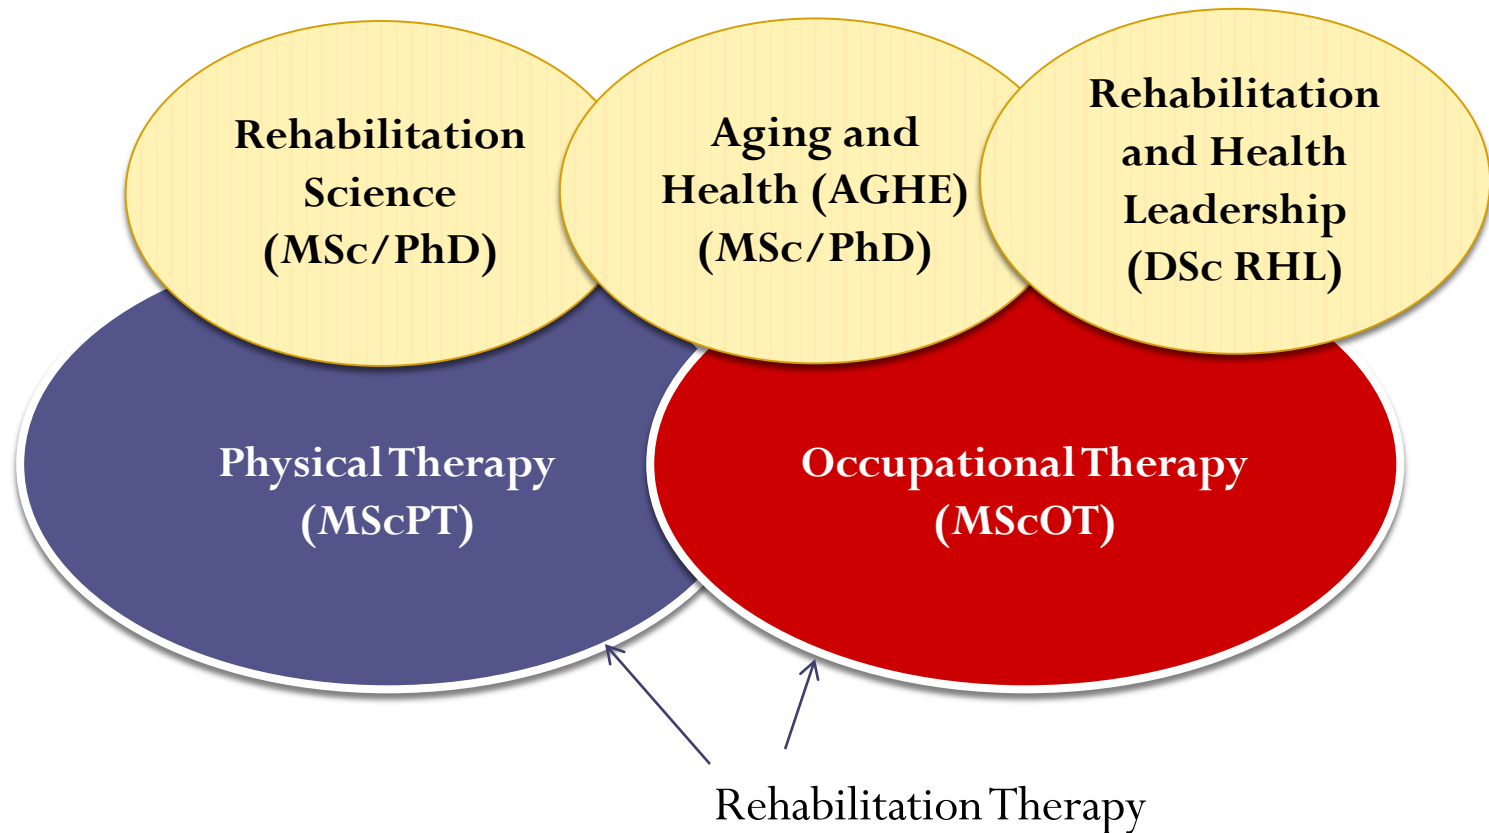 Rehabilitation
Science
(MSc/PhD)
Aging and
Health (AGHE)
(MSc/PhD)
Rehabilitation
and Health
Leadership
(DSc RHL)
Physical Therapy
(MScPT)
Occupational Therapy
(MScOT)
Rehabilitation Therapy